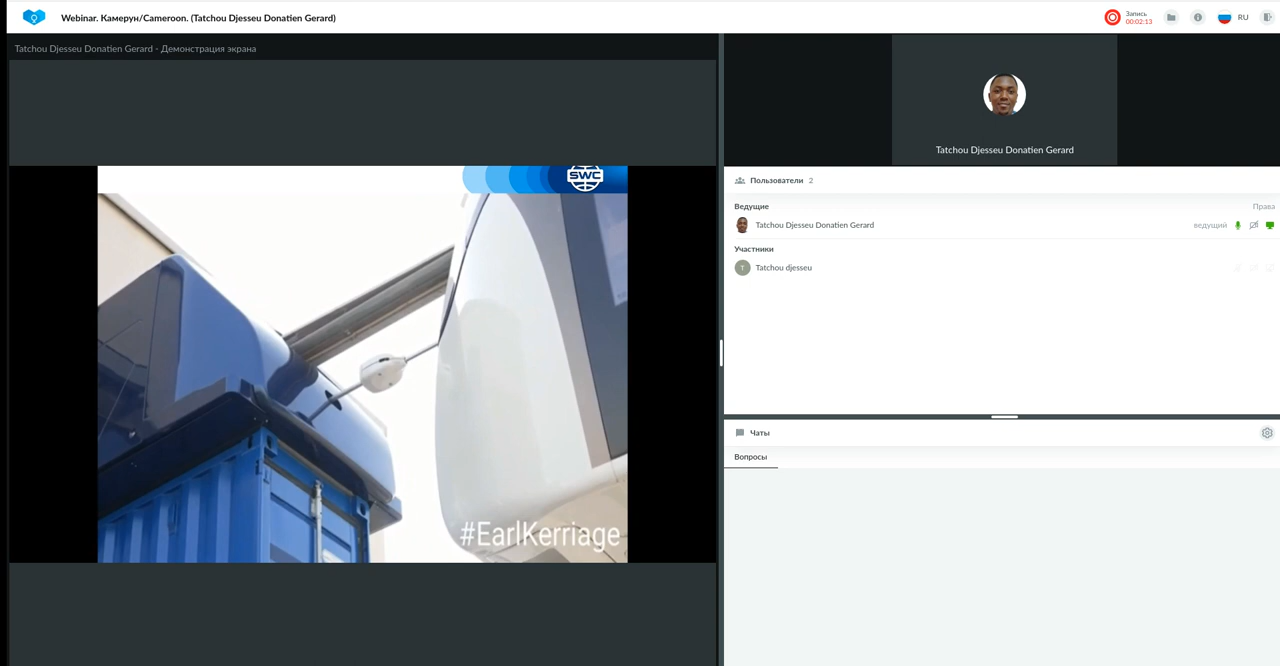 Webinar. Камерун/Cameroon. (Tatchou Djesseu Donatien Gerard)
Запись
00:02:13
RU
Tatchou Djesseu Donatien Gerard - Демонстрация экрана
SWC
#EarlKerriage
Tatchou Djesseu Donatien Gerard
Пользователи 2
Ведущие Права
Tatchou Djesseu Donatien Gerard ведущий
Участники
T Tatchou djesseu
Чаты
Вопросы